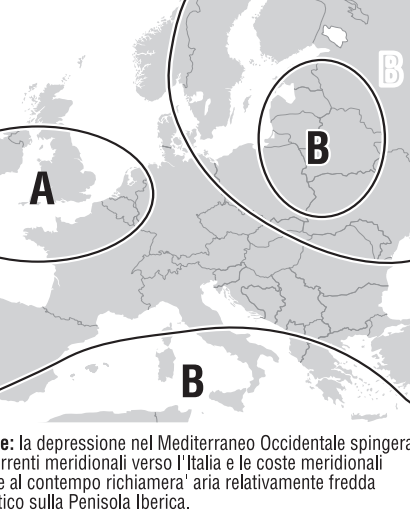 B
B
A
B
e: la depressione nel Mediterraneo Occidentale spingera
rrenti meridionali verso l'Italia e le coste meridionali
e al contempo richiamera' aria relativamente fredda
tico sulla Penisola Iberica.